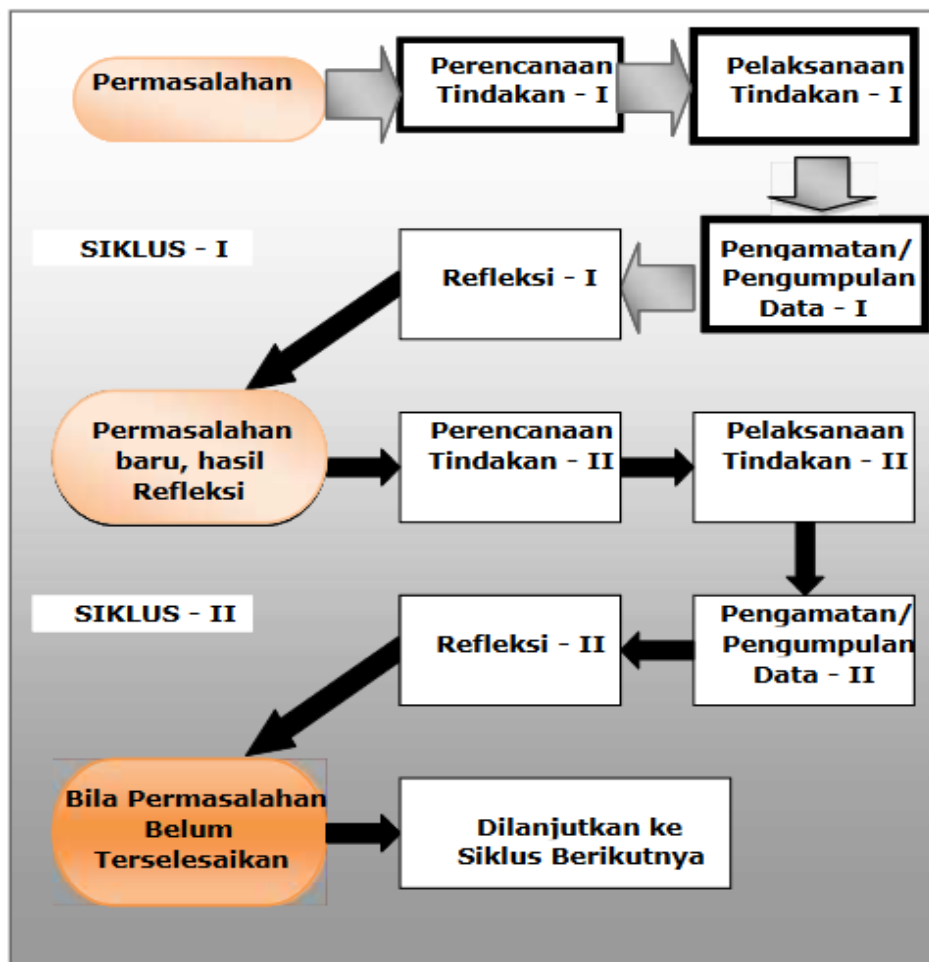 Permasalahan
Perencanaan
Tindakan - I
Pelaksanaan
Tindakan - I
SIKLUS - I
Refleksi - I
Pengamatan/
Pengumpulan
Data - I
Permasalahan
baru, hasil
Refleksi
Perencanaan
Tindakan - II
Pelaksanaan
Tindakan - II
SIKLUS - II
Refleksi - II
Pengamatan/
Pengumpulan
Data - II
Bila Permasalahan
Belum
Terselesaikan
Dilanjutkan ke
Siklus Berikutnya